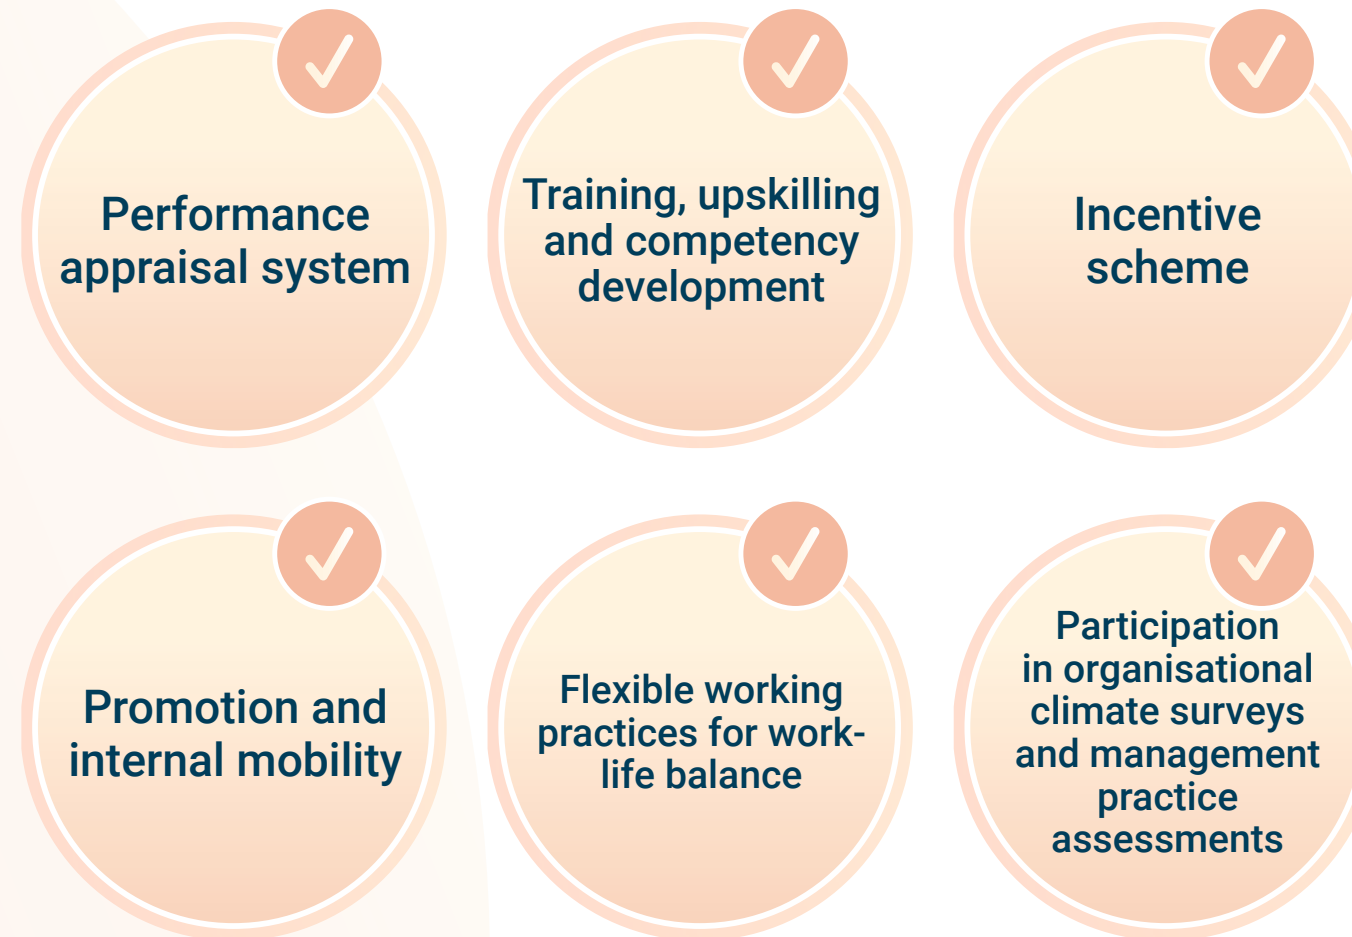 Performance
appraisal system
Training, upskilling
and competency
development
Incentive
scheme
Promotion and
internal mobility
Flexible working
practices for work-
life balance
Participation
in organisational
climate surveys
and management
practice
assessments